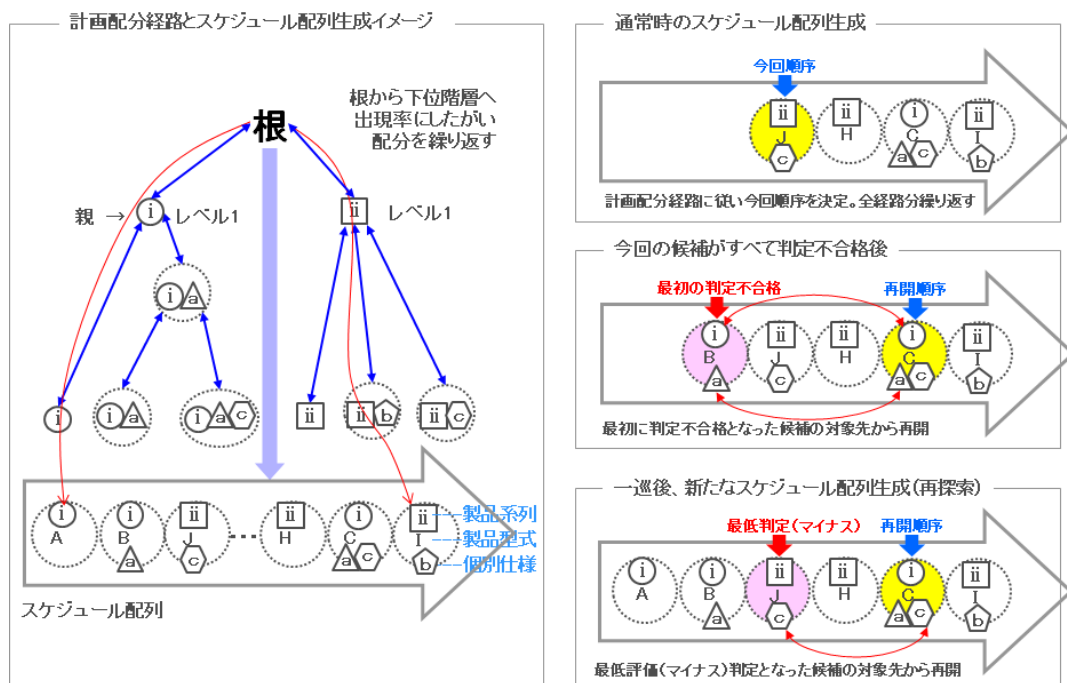 計画配分経路とスケジュール配列生成イメージ
根から下位階層へ
出現率にしたがい
配分を繰り返す
根
親 → i レベル1
ii レベル1
i a
i
i a
i a c
ii
ii b
ii c
i
A
i
B
a
ii
J
c
ii
H
i
C
a c
ii
I
b
製品系列
製品型式
個別仕様
スケジュール配列
通常時のスケジュール配列生成
今回順序
ii
J
c
ii
H
i
C
a c
ii
I
b
計画配分経路に従い今回順序を決定。全経路分繰り返す
今回の候補がすべて判定不合格後
最初の判定不合格
再開順序
i
B
a
ii
J
c
ii
H
i
C
a c
ii
I
b
最初に判定不合格となった候補の対象先から再開
一巡後、新たなスケジュール配列生成(再探索)
最低判定(マイナス)
再開順序
i
A
i
B
a
ii
J
c
ii
H
i
C
a c
ii
I
b
最低評価(マイナス)判定となった候補の対象先から再開